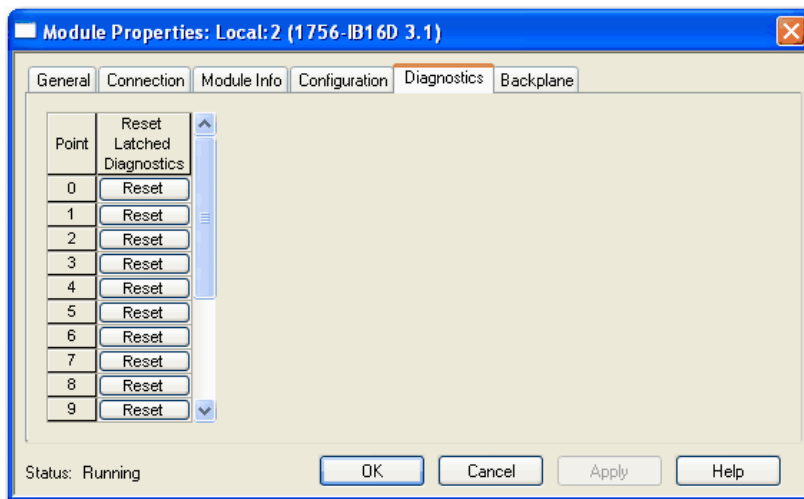 Module Properties: Local:2 (1756-IB16D 3.1)
General Connection Module Info Configuration Diagnostics Backplane
Point Reset Latched Diagnostics
0 Reset
1 Reset
2 Reset
3 Reset
4 Reset
5 Reset
6 Reset
7 Reset
8 Reset
9 Reset
Status: Running OK Cancel Apply Help